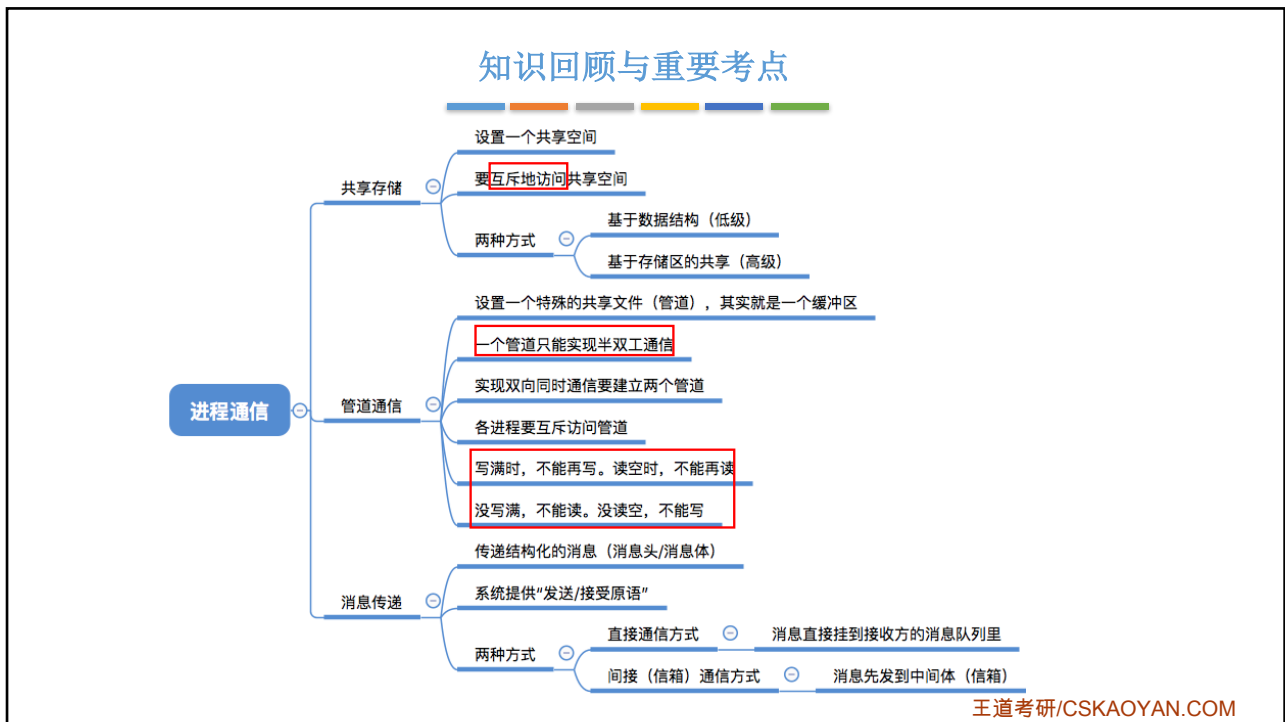 知识回顾与重要考点
进程通信
共享存储
设置一个共享空间
要互斥地访问共享空间
两种方式
基于数据结构（低级）
基于存储区的共享（高级）
管道通信
设置一个特殊的共享文件（管道），其实就是一个缓冲区
一个管道只能实现半双工通信
实现双向同时通信要建立两个管道
各进程要互斥访问管道
写满时，不能再写。读空时，不能再读
没写满，不能读。没读空，不能写
消息传递
传递结构化的消息（消息头/消息体）
系统提供“发送/接受原语”
两种方式
直接通信方式
消息直接挂到接收方的消息队列里
间接（信箱）通信方式
消息先发到中间体（信箱）
王道考研/CSKAOYAN.COM